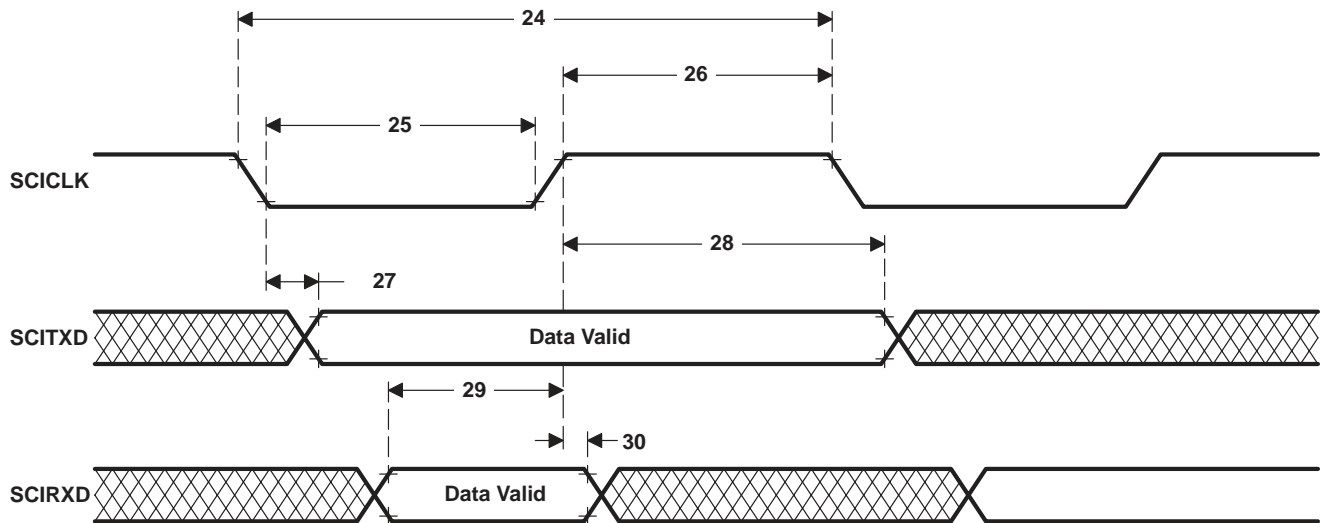 24
26
25
SCICLK
28
27
SCITXD Data Valid
29
30
SCIRXD Data Valid